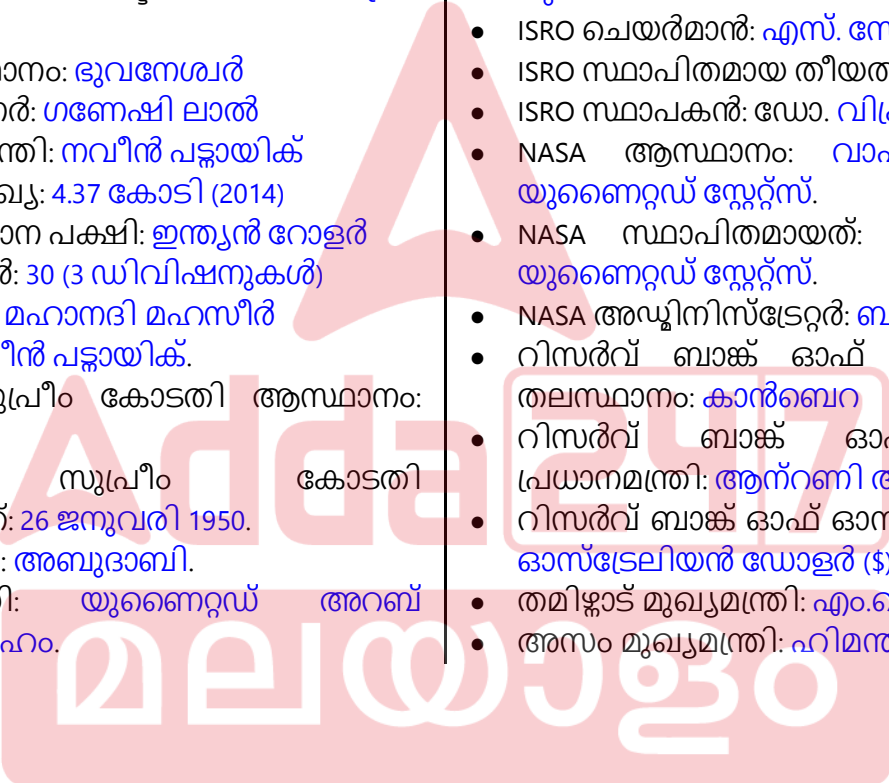 ഭുവനേശ്വർ
ഗണേഷി ലാൽ
നവീൻ പട്നായിക്
4.37 കോടി (2014)
പക്ഷി: ഇന്ത്യൻ റോളർ
30 (3 ഡിവിഷനുകൾ)
മഹാനദി മഹസീർ
പട്നായിക്.
കോടതി ആസ്ഥാനം:
സുപ്രീം കോടതി
26 ജനുവരി 1950.
അബുദാബി.
യുണൈറ്റഡ് അറബ്
● ISRO ചെയർമാൻ: എസ്.
● ISRO സ്ഥാപിതമായ
● ISRO സ്ഥാപകൻ: ഡോ.
● NASA ആസ്ഥാനം:
യുണൈറ്റഡ് സ്റ്റേറ്റ്സ്.
● NASA സ്ഥാപിതമായത്:
യുണൈറ്റഡ് സ്റ്റേറ്റ്സ്.
● NASA അഡ്മിനിസ്ട്രേറ്റർ:
● റിസർവ് ബാങ്ക് ഓഫ്
തലസ്ഥാനം: കാൻബെറ
● റിസർവ് ബാങ്ക്
പ്രധാനമന്ത്രി: ആന്റണി
● റിസർവ് ബാങ്ക് ഓഫ്
ഓസ്ട്രേലിയൻ ഡോളർ ($)
● തമിഴ്നാട് മുഖ്യമന്ത്രി:
● അസം മുഖ്യമന്ത്രി:
Adda247
മലയാളം